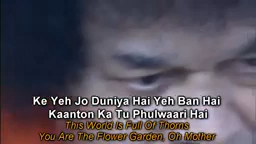 Ke Yeh Jo Duniya Hai Yeh Ban Hai
Kaanton Ka Tu Phulwaari Hai
This World Is Full Of Thorns
You Are The Flower Garden, Oh Mother